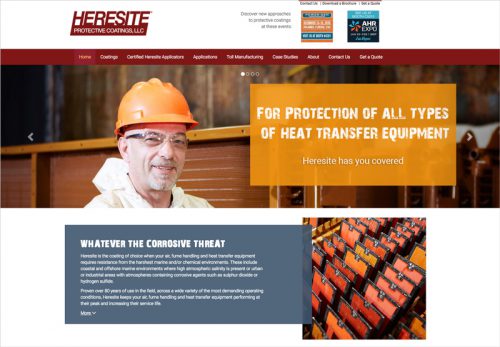 HERESITE
PROTECTIVE COATINGS, LLC
Discover new approaches
to protective coatings
at these events
Contact Us | Download a Brochure | Get a Quote
AHR
EXPO
Home
Coatings
Certified Heresite Applicators
Applications
Toll Manufacturing
Case Studies
About
Contact Us
Get a Quote
For Protection of all types
of heat transfer equipment
Heresite has you covered
Whatever the Corrosive threat
Heresite is the coating of choice when your air, fume handling and heat transfer equipment
requires resistance from the harshest marine and/or chemical environments. These include
coastal and offshore marine environments where high atmospheric salinity is present or urban
or industrial areas with atmospheres containing corrosive agents such as sulphur dioxide or
hydrogen sulfide.
Proven over 80 years of use in the field, across a wide variety of the most demanding operating
conditions, Heresite keeps your air, fume handling and heat transfer equipment performing at
their peak and increasing their service life.
More